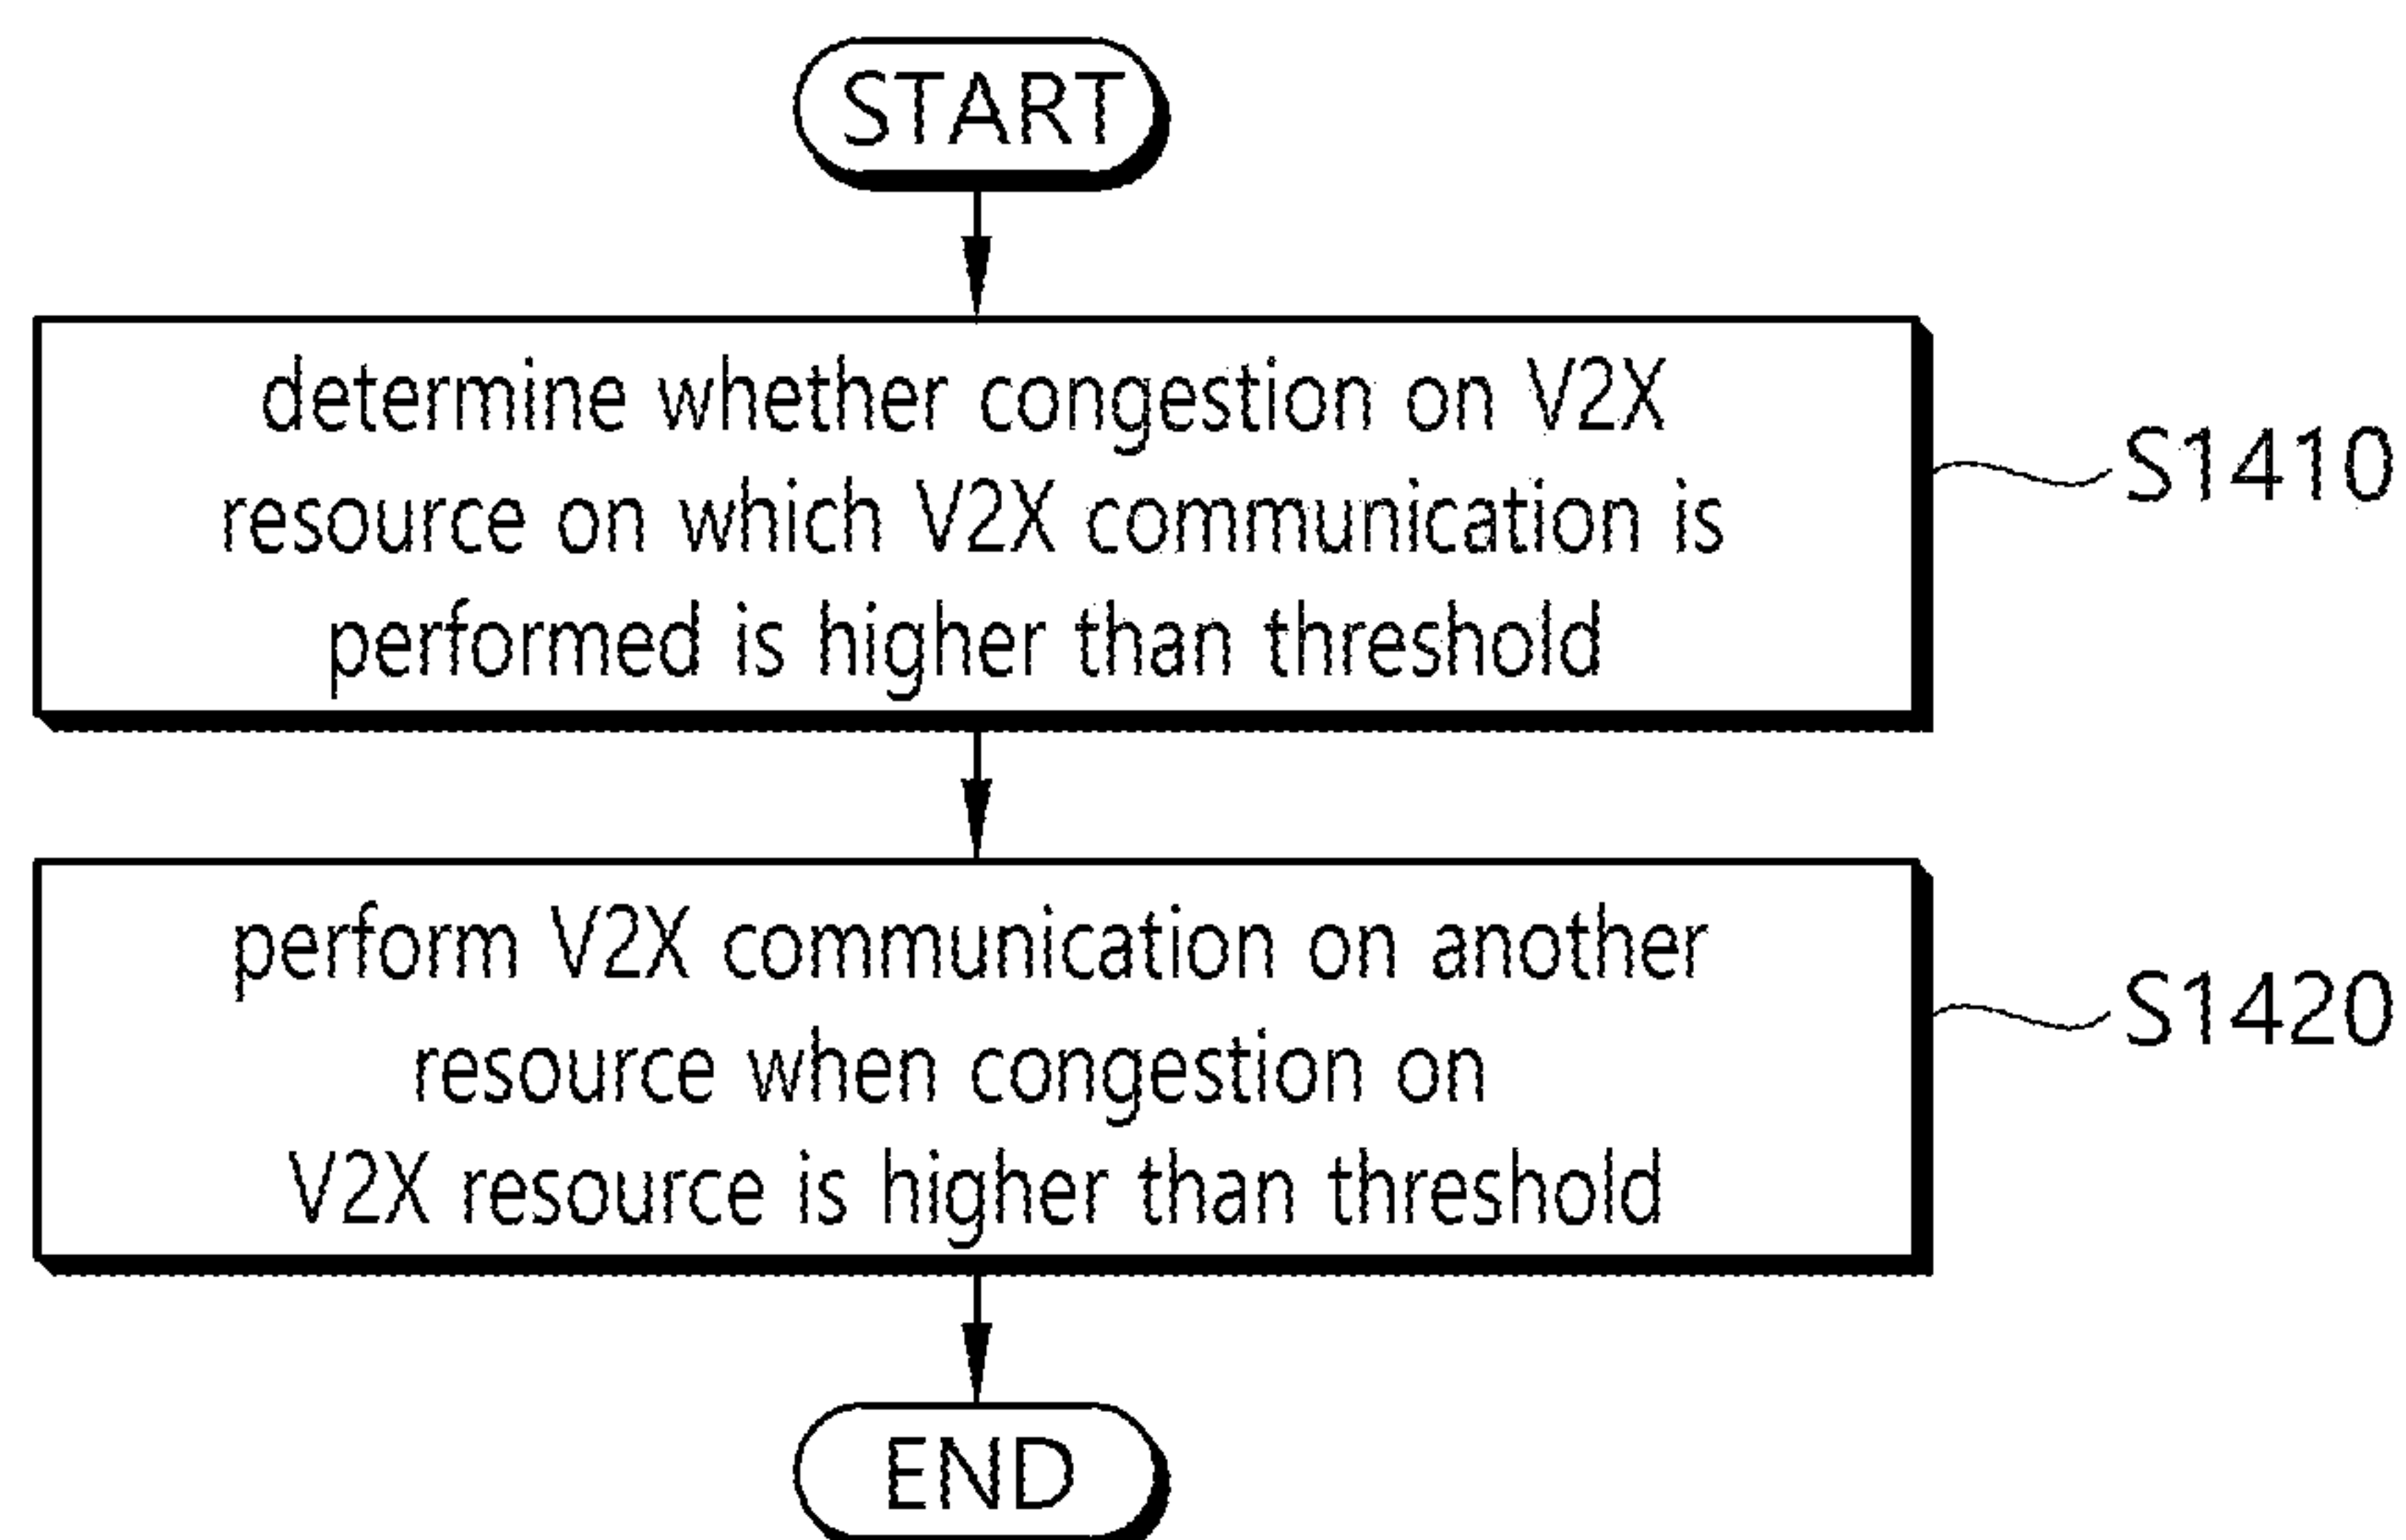 START
determine whether congestion on V2X
resource on which V2X communication is
performed is higher than threshold
S1410
perform V2X communication on another
resource when congestion on
V2X resource is higher than threshold
S1420
END